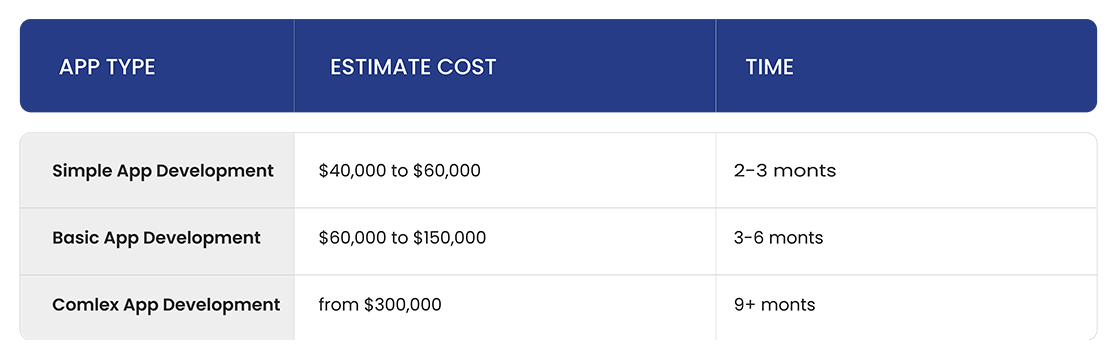 APP TYPE ESTIMATE COST TIME
Simple App Development $40,000 to $60,000 2-3 monts
Basic App Development $60,000 to $150,000 3-6 monts
Comlex App Development from $300,000 9+ monts